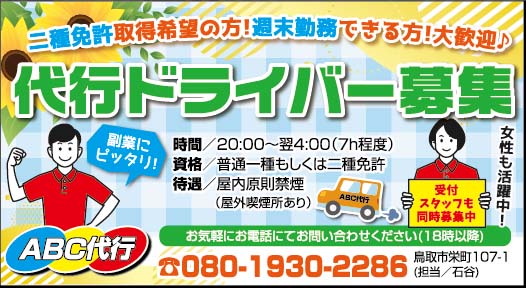 二種免許取得希望の方!週末勤務できる方!大歓迎♪
代行ドライバー募集
副業に
ピッタリ!
時間/20:00〜翌4:00(7h程度)
資格/普通一種もしくは二種免許
待遇/屋内原則禁煙
(屋外喫煙所あり)
ABC代行
女性も活躍中!
受付
スタッフも
同時募集中
ABC代行
お気軽にお電話にてお問い合わせください(18時以降)
☎080-1930-2286
鳥取市栄町107-1
(担当/石谷)